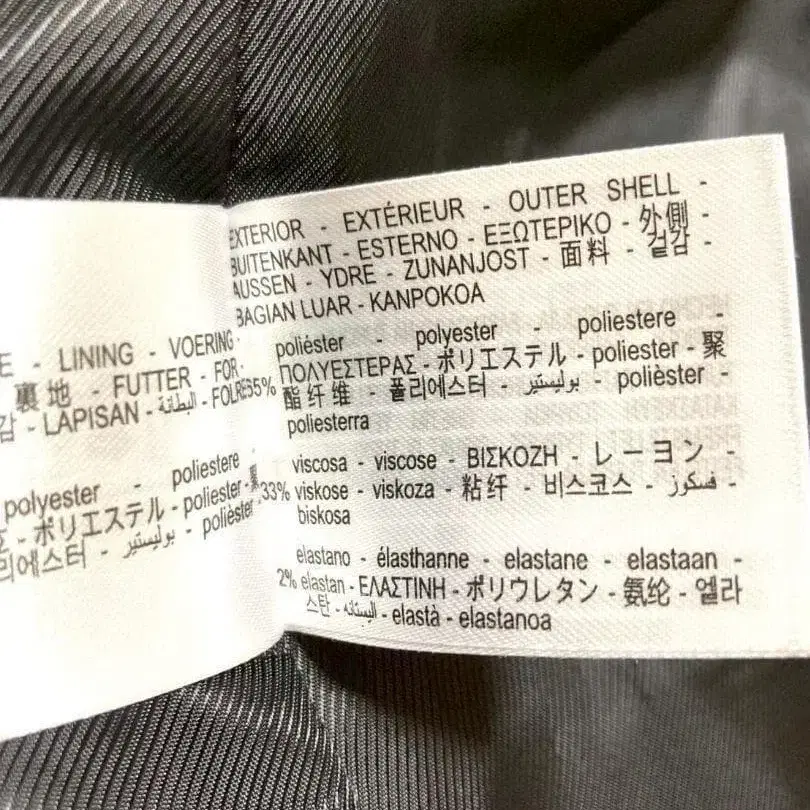 E - LINING - VOERING -
裏地 - FUTTER - FOR-
감 - LAPISAN - البطانة - FOLRE
polyester - poliestere -
Σ - ポリエステル - poliester -
리에스터 - بوليستير - polièster
EXTERIOR - EXTÉRIEUR - OUTER SHELL -
BUITENKANT - ESTERNO - ΕΞΩΤΕΡΙΚΟ - 外側 -
AUSSEN - YDRE - ZUNANJOST - 面料 - 겉감 -
BAGIAN LUAR - KANPOKOA
polièster - polyester - poliestere -
ΠΟΛΥΕΣΤΕΡΑΣ - ポリエステル - poliester - 聚
65% 酯纤维 - 폴리에스터 - بوليستير - polièster -
poliesterra
viscosa - viscose - ΒΙΣΚΟΖΗ - レーヨン -
33% viskose - viskoza - 粘纤 - 비스코스 - فسكوز -
biskosa
elastano - élasthanne - elastane - elastaan -
2% elastan - ΕΛΑΣΤΙΝΗ - ポリウレタン - 氨纶 - 엘라
스탄 - اليستانه - elastà - elastanoa